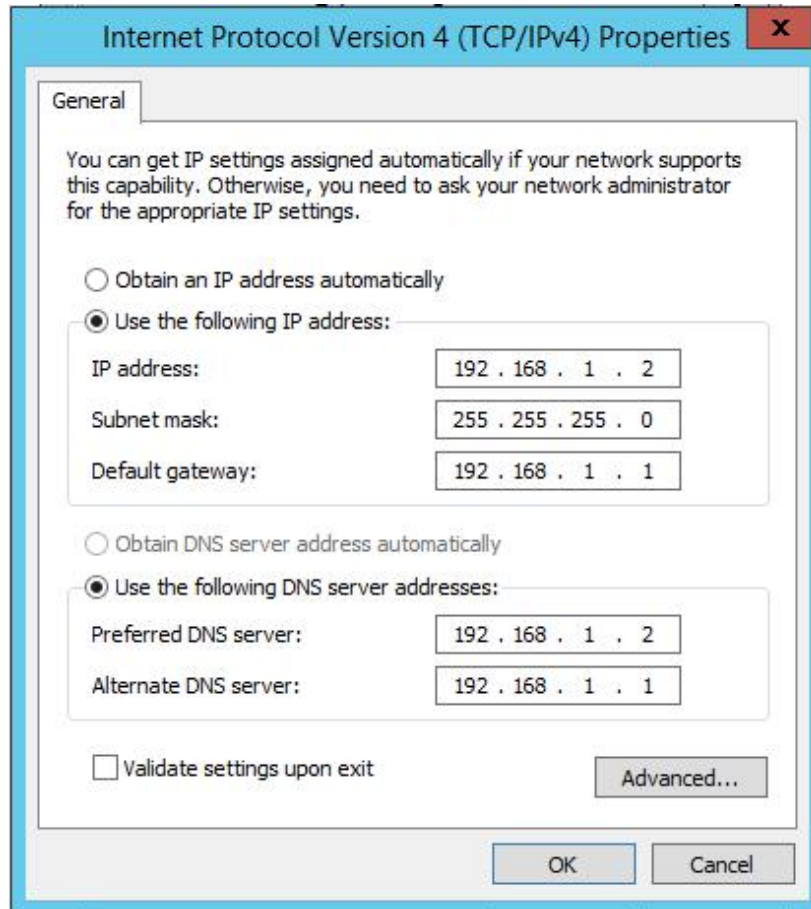 Internet Protocol Version 4 (TCP/IPv4) Properties
x
General
You can get IP settings assigned automatically if your network supports
this capability. Otherwise, you need to ask your network administrator
for the appropriate IP settings.
Obtain an IP address automatically
Use the following IP address:
IP address: 192 . 168 . 1 . 2
Subnet mask: 255 . 255 . 255 . 0
Default gateway: 192 . 168 . 1 . 1
Obtain DNS server address automatically
Use the following DNS server addresses:
Preferred DNS server: 192 . 168 . 1 . 2
Alternate DNS server: 192 . 168 . 1 . 1
Validate settings upon exit
Advanced...
OK Cancel